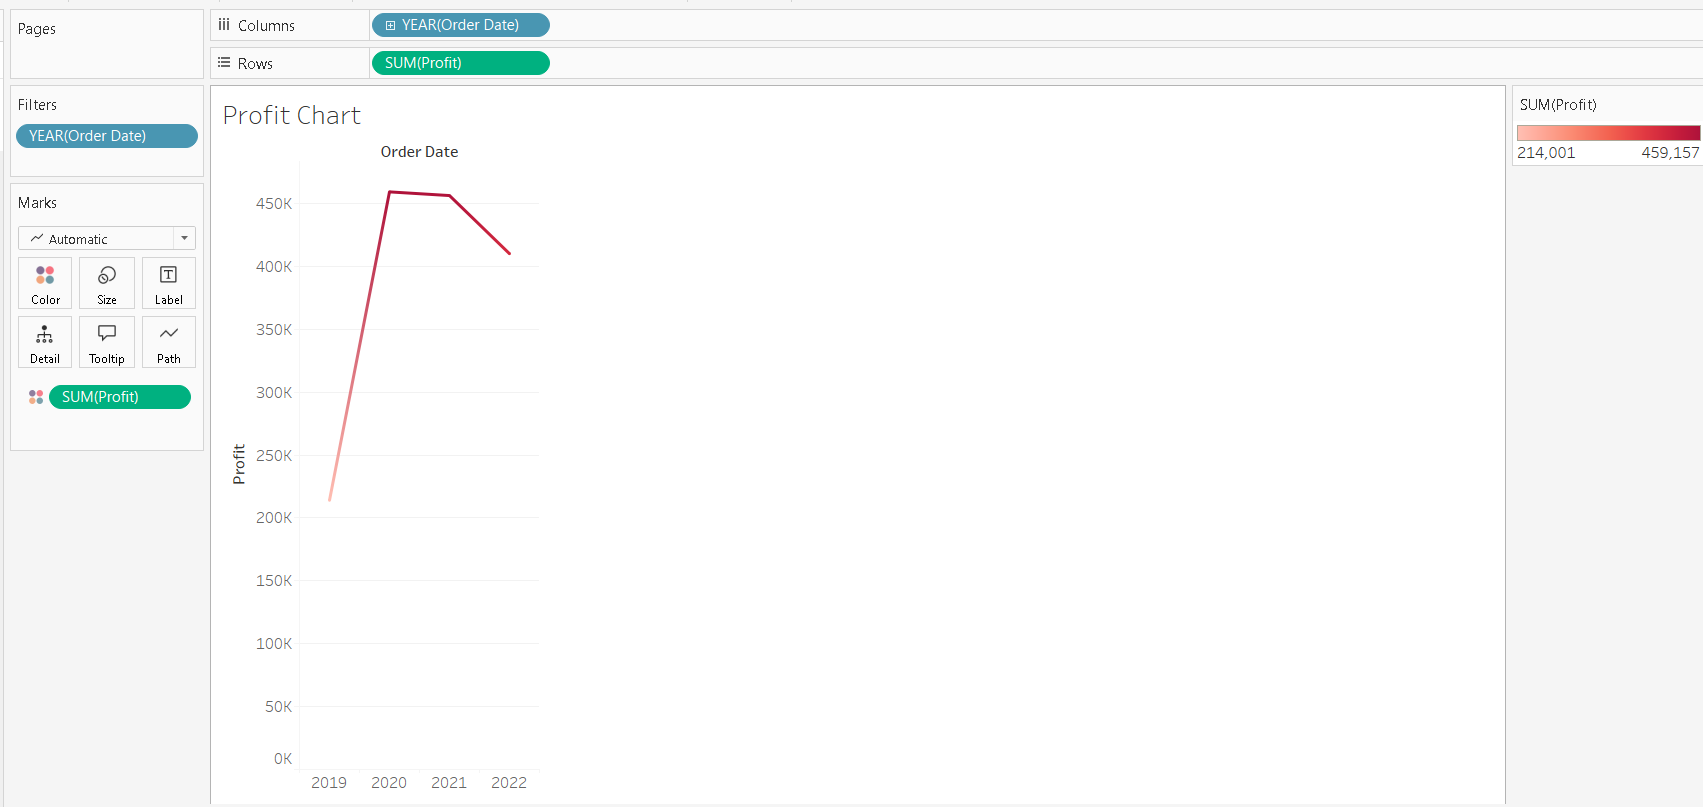 Pages
Columns
YEAR(Order Date)
Rows
SUM(Profit)
Filters
YEAR(Order Date)
Marks
Automatic
Color Size Label
Detail Tooltip Path
SUM(Profit)
Profit Chart
Order Date
Profit
450K
400K
350K
300K
250K
200K
150K
100K
50K
0K
2019 2020 2021 2022
SUM(Profit)
214,001 459,157